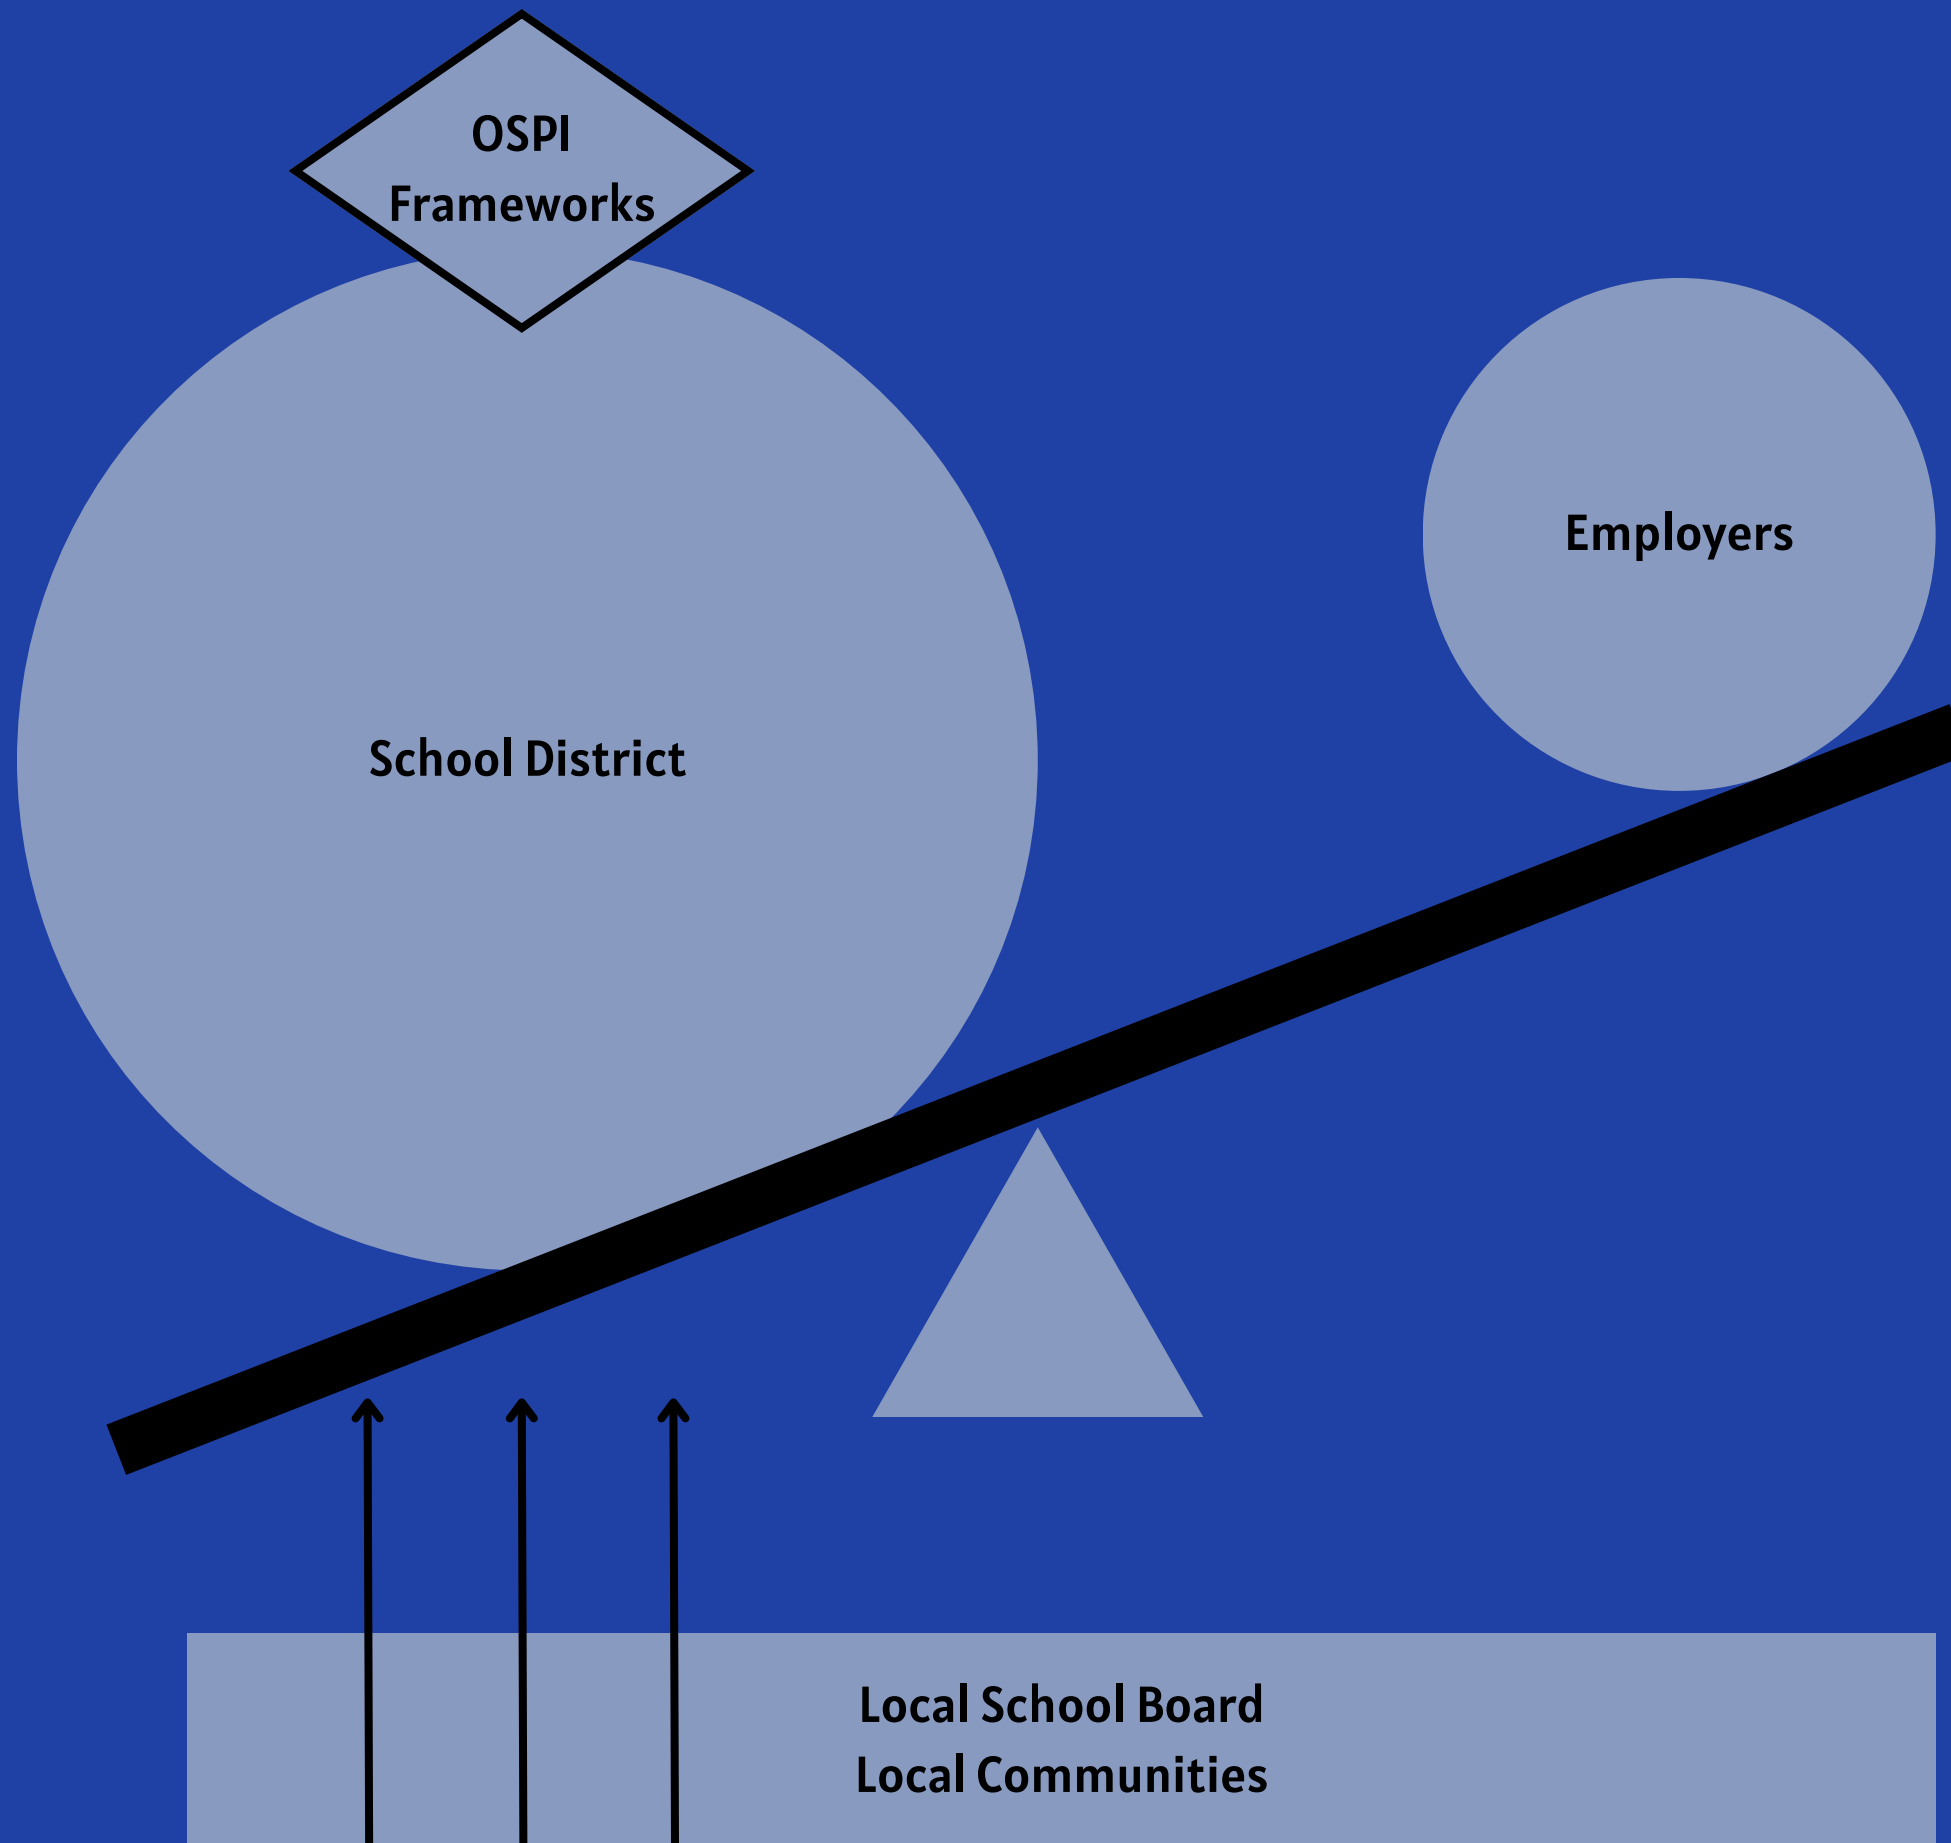 OSPI
Frameworks
Employers
School District
Local School Board
Local Communities